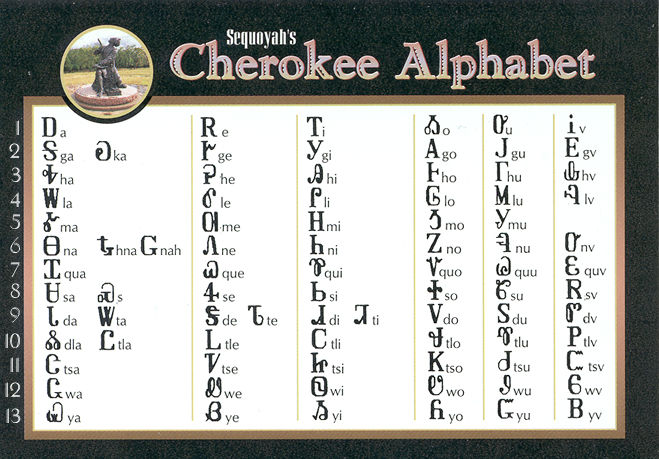 Sequoyah's
Cherokee Alphabet
1 Ꭰ a Ꭱ e Ꭲ i Ꭳ o Ꭴ u Ꭵ v
2 Ꭶ ga Ꭷ ka Ꭸ ge Ꭹ gi Ꭺ go Ꭻ gu Ꭼ gv
3 Ꭽ ha Ꭾ he Ꭿ hi Ꮀ ho Ꮁ hu Ꮂ hv
4 Ꮃ la Ꮄ le Ꮅ li Ꮆ lo Ꮇ lu Ꮈ lv
5 Ꮉ ma Ꮊ me Ꮋ mi Ꮌ mo Ꮍ mu
6 Ꮎ na Ꮏ hna Ꮐ nah Ꮑ ne Ꮒ ni Ꮓ no Ꮔ nu Ꮕ nv
7 Ꮖ qua Ꮗ que Ꮘ qui Ꮙ quo Ꮚ quu Ꮛ quv
8 Ꮜ sa Ꮝ s Ꮞ se Ꮟ si Ꮠ so Ꮡ su Ꮢ sv
9 Ꮣ da Ꮤ ta Ꮥ de Ꮦ te Ꮧ di Ꮨ ti Ꮩ do Ꮪ du Ꮫ dv
10 Ꮬ dla Ꮭ tla Ꮮ tle Ꮯ tli Ꮰ tlo Ꮱ tlu Ꮲ tlv
11 Ꮳ tsa Ꮴ tse Ꮵ tsi Ꮶ tso Ꮷ tsu Ꮸ tsv
12 Ꮹ wa Ꮺ we Ꮻ wi Ꮼ wo Ꮽ wu Ꮾ wv
13 Ꮿ ya Ᏸ ye Ᏹ yi Ᏺ yo Ᏻ yu Ᏼ yv